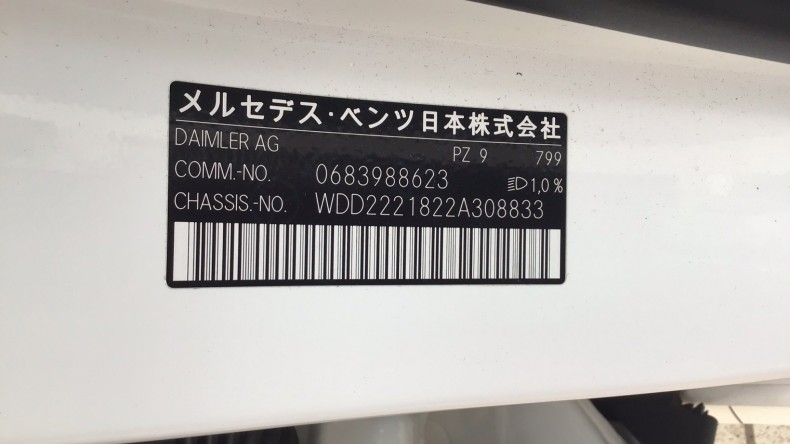 メルセデス・ベンツ日本株式会社
DAIMLER AG PZ 9 799
COMM.-NO. 0683988623 1,0 %
CHASSIS.-NO. WDD2221822A308833